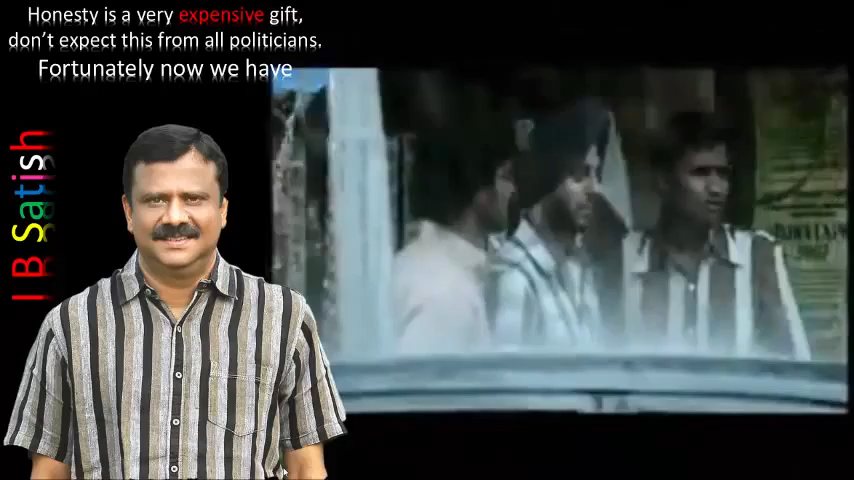 Honesty is a very expensive gift,
don't expect this from all politicians.
Fortunately now we have
I B Satish